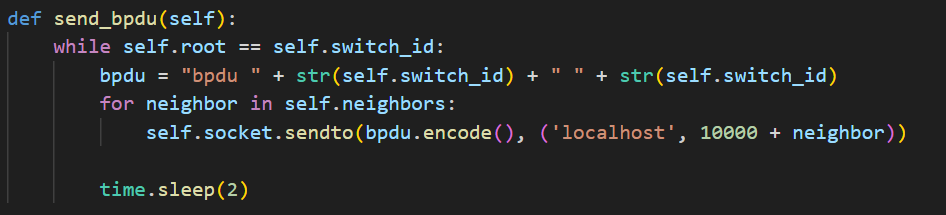 def send_bpdu(self):
    while self.root == self.switch_id:
        bpdu = "bpdu " + str(self.switch_id) + " " + str(self.switch_id)
        for neighbor in self.neighbors:
            self.socket.sendto(bpdu.encode(), ('localhost', 10000 + neighbor))
        time.sleep(2)